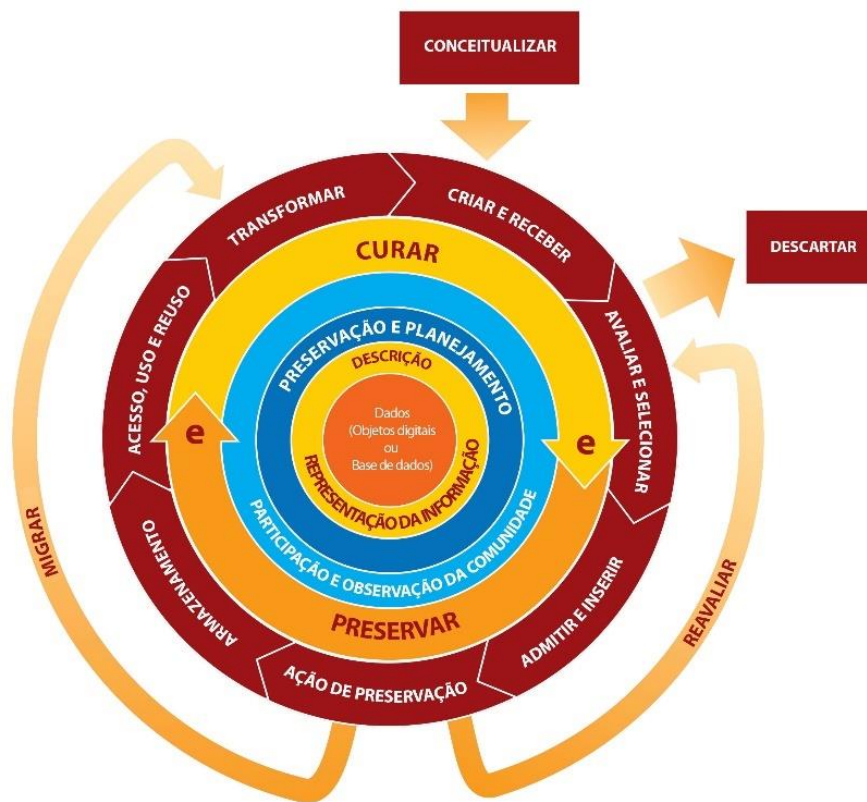 CONCEITUALIZAR
CRIAR E RECEBER
DESCARTAR
AVALIAR E SELECIONAR
ADMITIR E INSERIR
AÇÃO DE PRESERVAÇÃO
ARMAZENAMENTO
ACESSO, USO E REUSO
TRANSFORMAR
MIGRAR
REAVALIAR
CURAR
e
PRESERVAR
e
PARTICIPAÇÃO E OBSERVAÇÃO DA COMUNIDADE
PRESERVAÇÃO E PLANEJAMENTO
DESCRIÇÃO
REPRESENTAÇÃO DA INFORMAÇÃO
Dados
(Objetos digitais
ou
Base de dados)